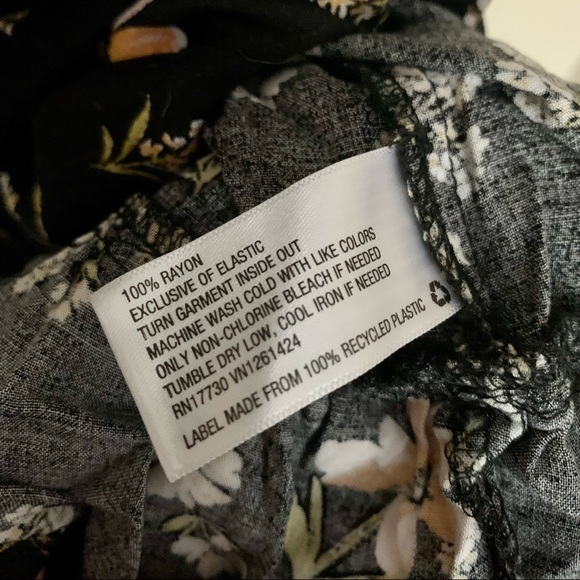 100% RAYON
EXCLUSIVE OF ELASTIC
TURN GARMENT INSIDE OUT
MACHINE WASH COLD WITH LIKE COLORS
ONLY NON-CHLORINE BLEACH IF NEEDED
TUMBLE DRY LOW, COOL IRON IF NEEDED
RN17730 VN1261424
LABEL MADE FROM 100% RECYCLED PLASTIC